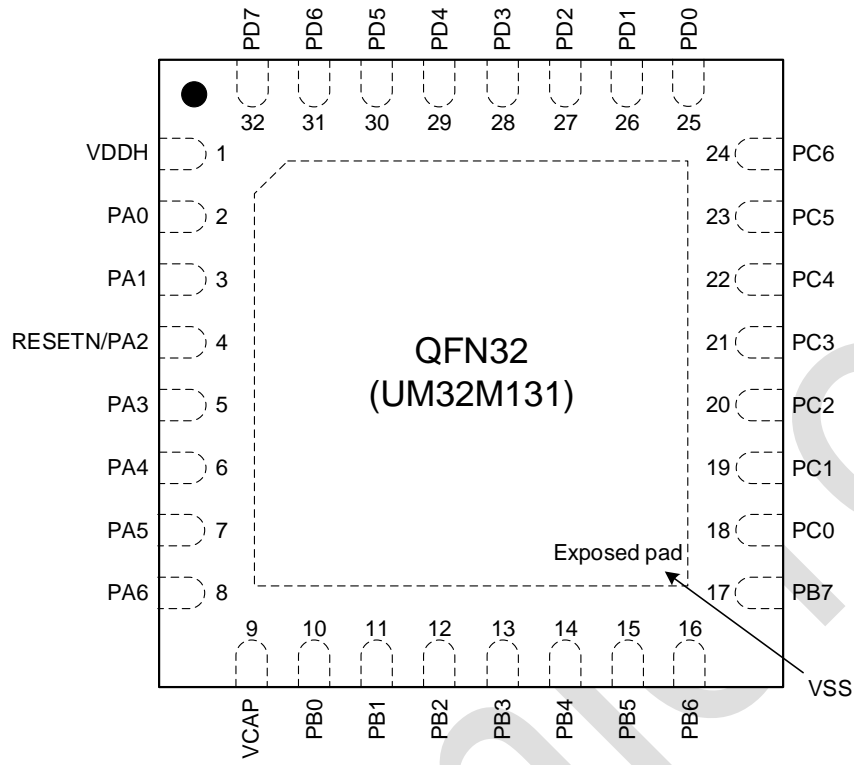 PD7 PD6 PD5 PD4 PD3 PD2 PD1 PD0
32 31 30 29 28 27 26 25
VDDH 1 24 PC6
PA0 2 23 PC5
PA1 3 22 PC4
RESETN/PA2 4 21 PC3
PA3 5 20 PC2
PA4 6 19 PC1
PA5 7 18 PC0
PA6 8 17 PB7
QFN32
(UM32M131)
Exposed pad
9 10 11 12 13 14 15 16
VCAP PB0 PB1 PB2 PB3 PB4 PB5 PB6
VSS